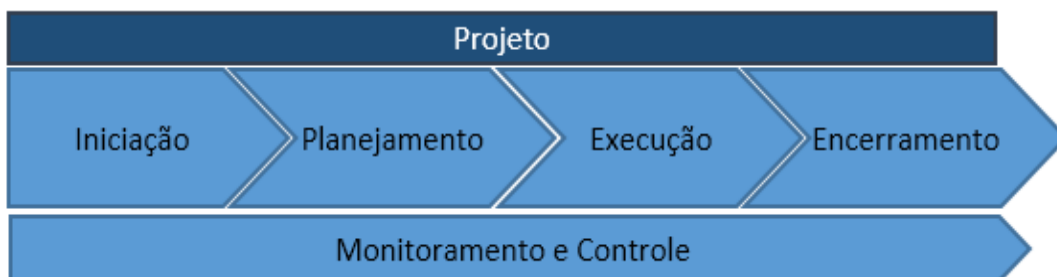 Projeto
Iniciação Planejamento Execução Encerramento
Monitoramento e Controle